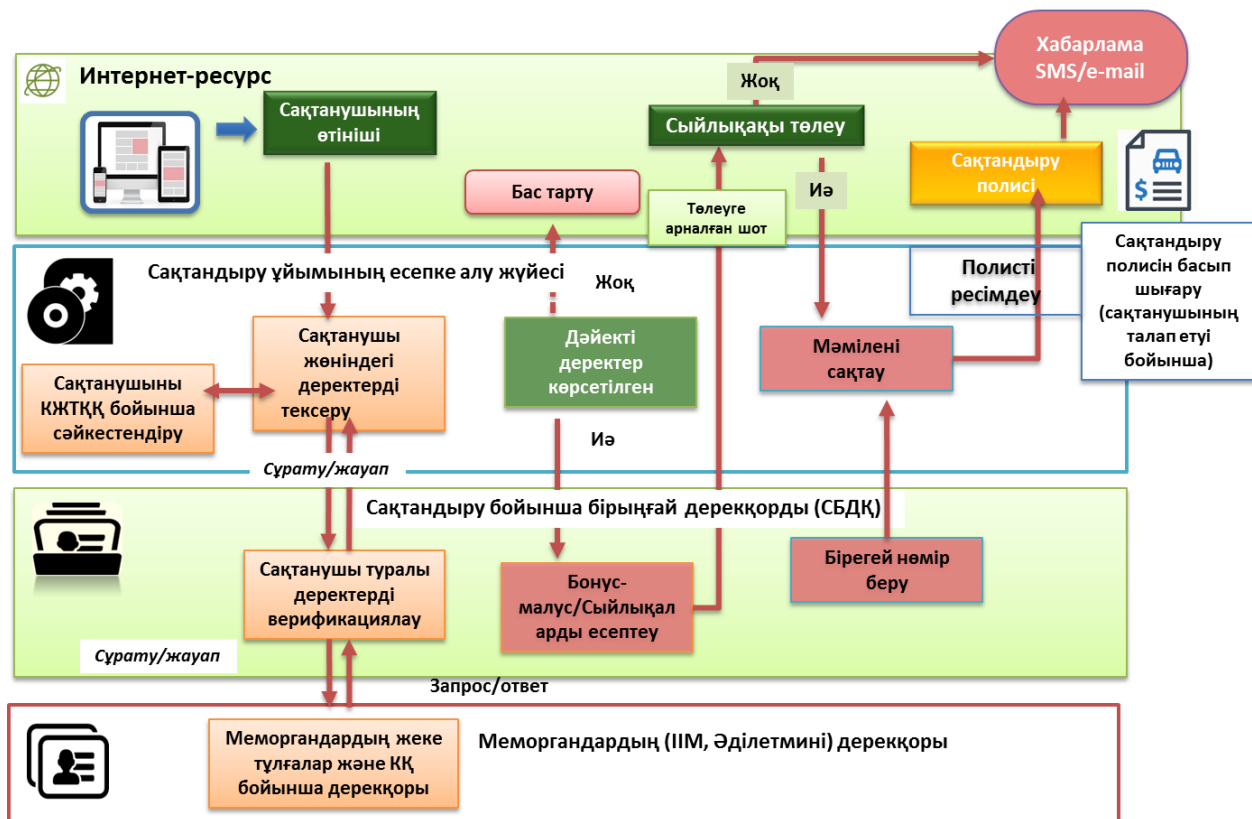 Хабарлама
SMS/e-mail
Интернет-ресурс
Жоқ
Сақтанушының
өтініші
Сыйлықақы төлеу
Сақтандыру
полисі
Бас тарту
Иә
Төлеуге
арналған шот
Сақтандыру ұйымының есепке алу жүйесі
Жоқ
Полисті
ресімдеу
Сақтандыру
полисін басып
шығару
(сақтанушының
талап етуі
бойынша)
Сақтанушы
жөніндегі
деректерді
тексеру
Дәйекті
деректер
көрсетілген
Мәмілені
сақтау
Сақтанушыны
КЖТҚҚ бойынша
сәйкестендіру
Иә
Сұрату/жауап
Сақтандыру бойынша бірыңғай дерекқорды (СБДҚ)
Сақтанушы туралы
деректерді
верификациялау
Бонус-
малус/Сыйлықал
арды есептеу
Бірегей нөмір
беру
Сұрату/жауап
Запрос/ответ
Меморгандардың жеке
тұлғалар және КҚ
бойынша дерекқоры
Меморгандардың (ІІМ, Әділетмині) дерекқоры